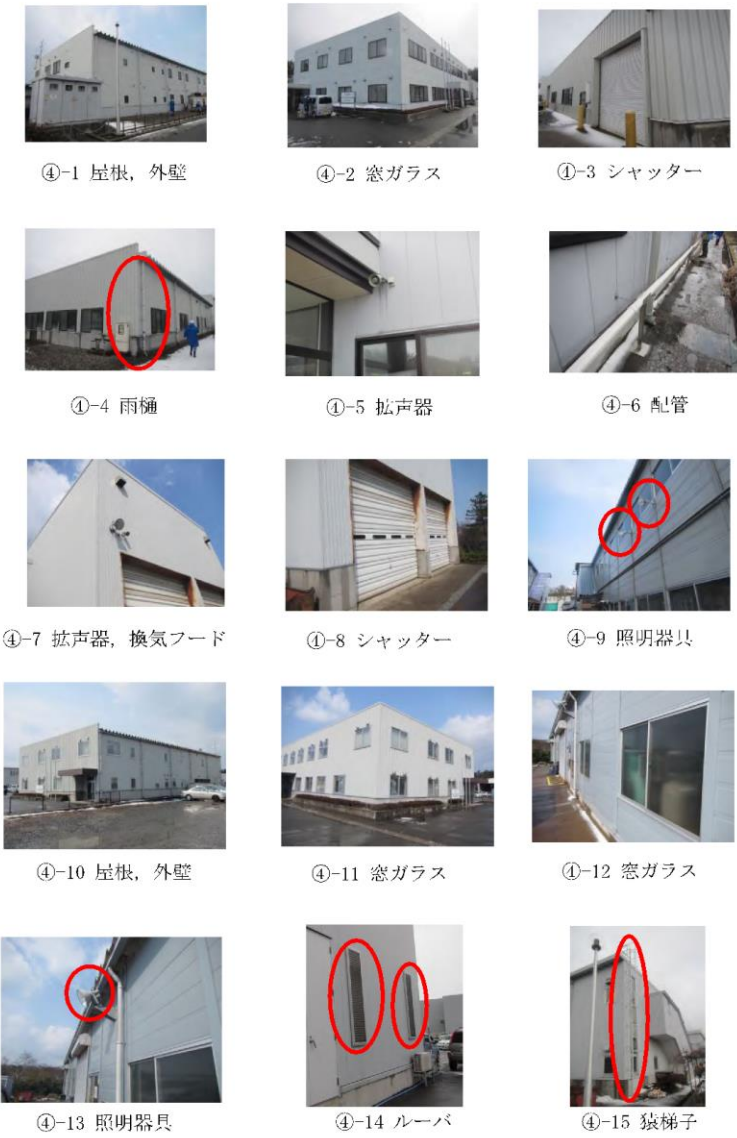 ④-1 屋根，外壁
④-2 窓ガラス
④-3 シャッター
④-4 雨樋
④-5 拡声器
④-6 配管
④-7 拡声器，換気フード
④-8 シャッター
④-9 照明器具
④-10 屋根，外壁
④-11 窓ガラス
④-12 窓ガラス
④-13 照明器具
④-14 ルーバ
④-15 猿梯子